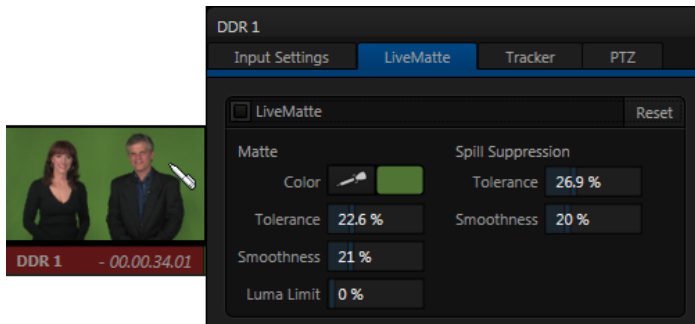 DDR 1
Input Settings LiveMatte Tracker PTZ
LiveMatte Reset
Matte Spill Suppression
Color Tolerance 26.9 %
Tolerance 22.6 % Smoothness 20 %
Smoothness 21 %
Luma Limit 0 %
DDR 1 - 00.00.34.01